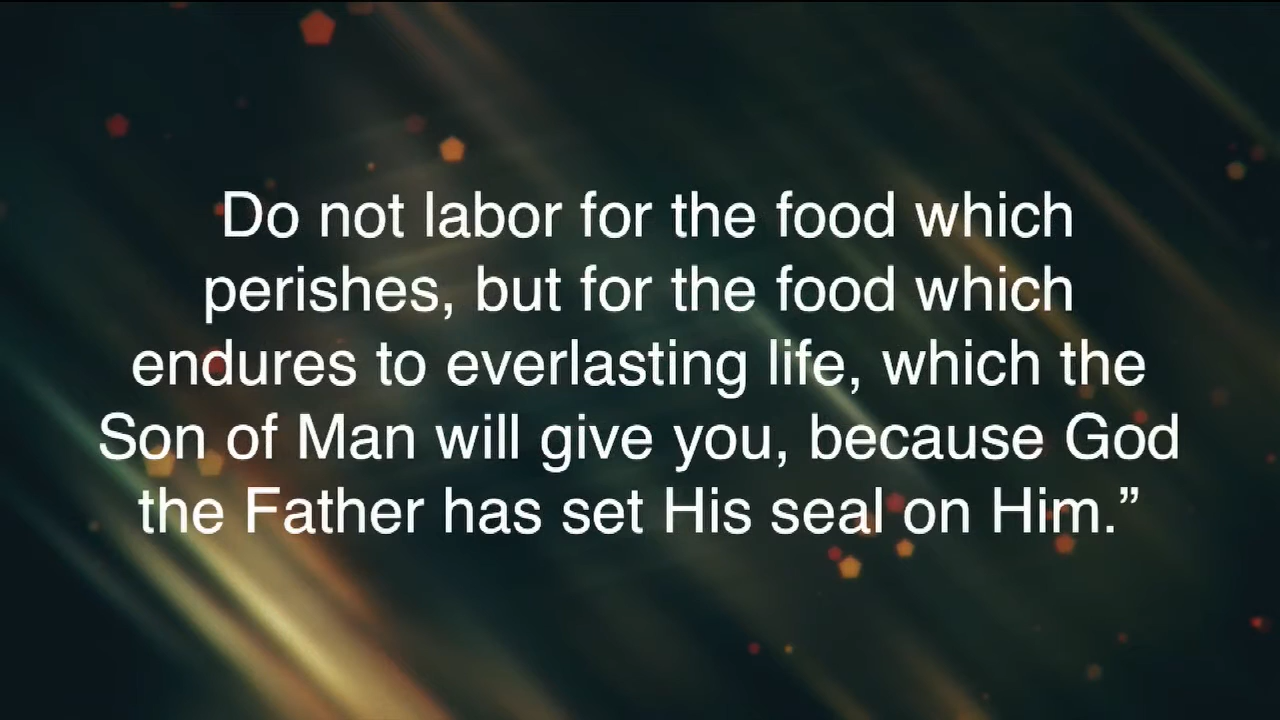 Do not labor for the food which
perishes, but for the food which
endures to everlasting life, which the
Son of Man will give you, because God
the Father has set His seal on Him.”